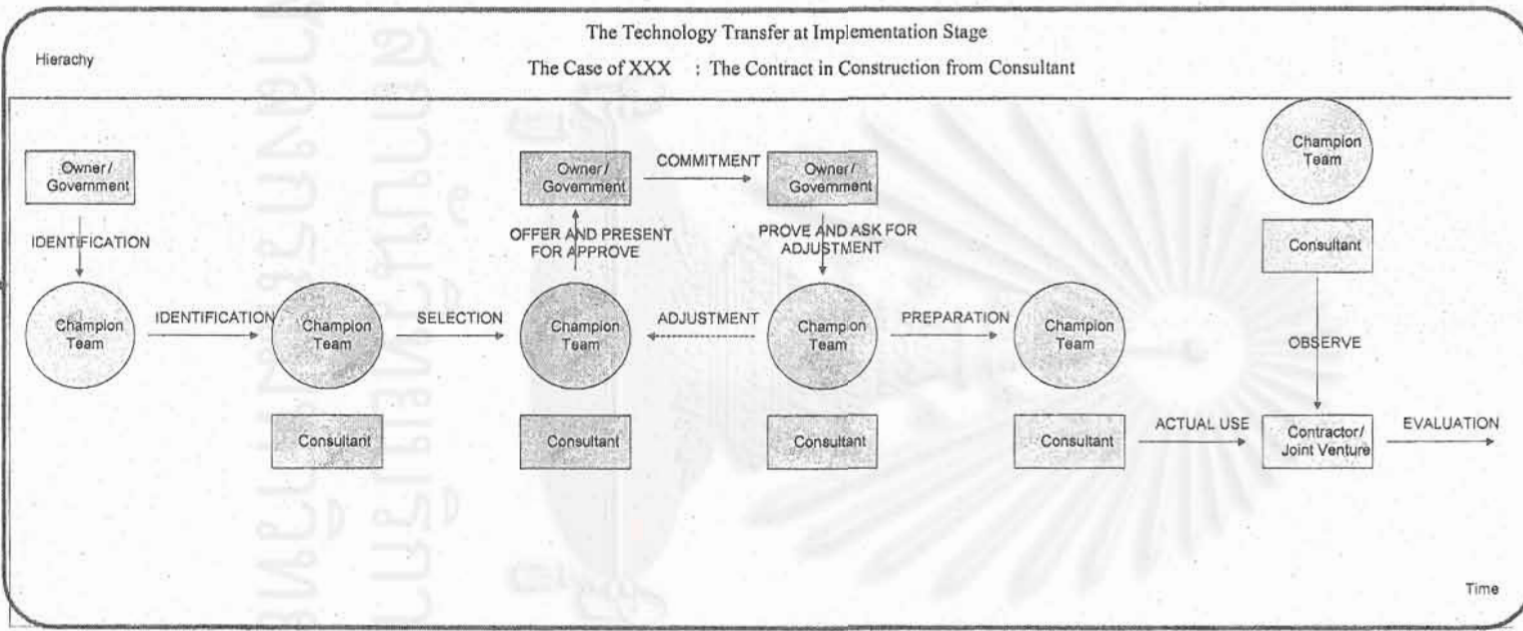 The Technology Transfer at Implementation Stage
Hierachy
The Case of XXX : The Contract in Construction from Consultant
Owner /
Government
IDENTIFICATION
Champion
Team
IDENTIFICATION
Champion
Team
Consultant
SELECTION
Owner /
Government
OFFER AND PRESENT
FOR APPROVE
Champion
Team
Consultant
COMMITMENT
ADJUSTMENT
Owner /
Government
PROVE AND ASK FOR
ADJUSTMENT
Champion
Team
Consultant
PREPARATION
Champion
Team
Consultant
ACTUAL USE
Champion
Team
Consultant
OBSERVE
Contractor/
Joint Venture
EVALUATION
Time